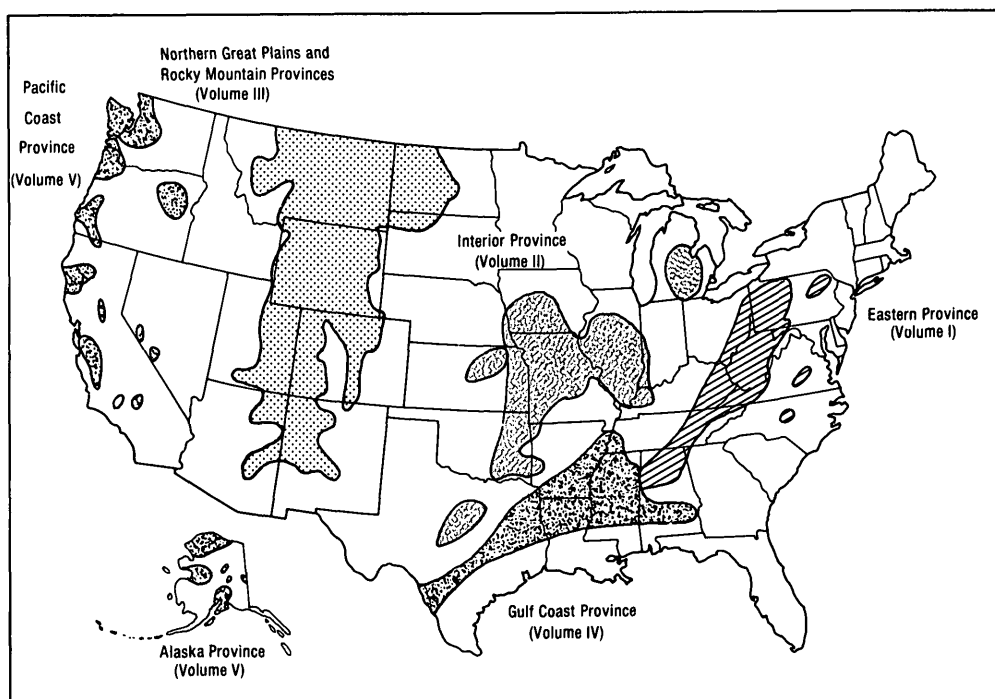 Northern Great Plains and
Rocky Mountain Provinces
(Volume III)
Pacific
Coast
Province
(Volume V)
Interior Province
(Volume II)
Eastern Province
(Volume I)
Gulf Coast Province
(Volume IV)
Alaska Province
(Volume V)